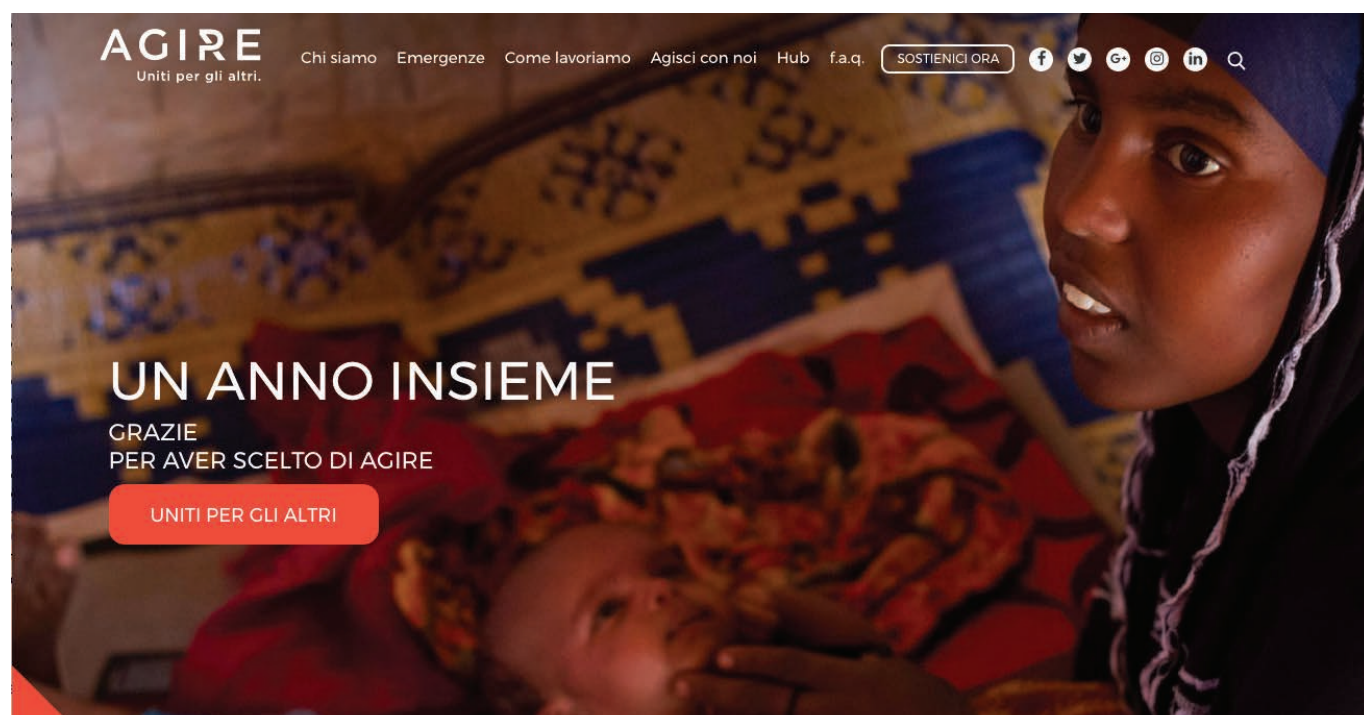 AGIRE
Uniti per gli altri.
Chi siamo Emergenze Come lavoriamo Agisci con noi Hub f.a.q. SOSTIENICI ORA f G+ in
UN ANNO INSIEME
GRAZIE
PER AVER SCELTO DI AGIRE
UNITI PER GLI ALTRI